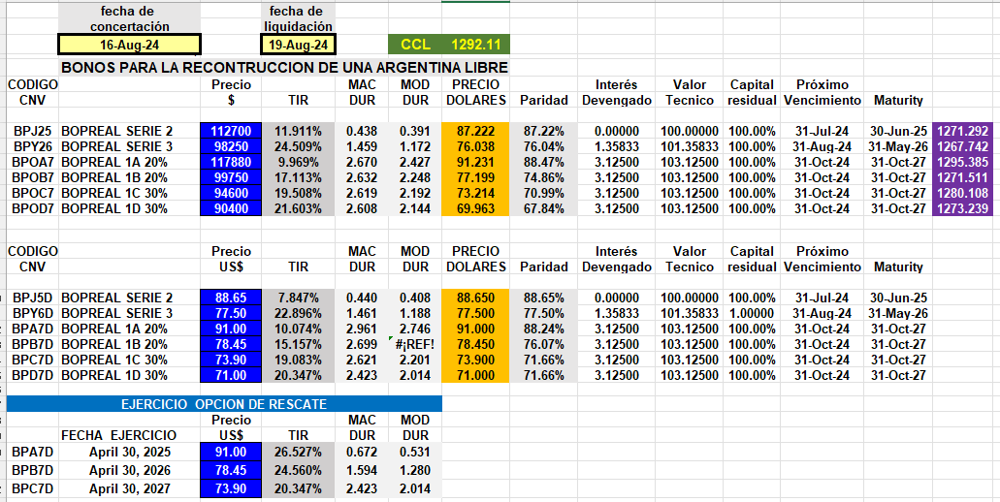 fecha de fecha de
concertación liquidación
16-Aug-24 19-Aug-24 CCL 1292.11
BONOS PARA LA RECONTRUCCION DE UNA ARGENTINA LIBRE
CODIGO Precio MAC MOD PRECIO Interés Valor Capital Próximo
CNV $ TIR DUR DUR DOLARES Paridad Devengado Tecnico residual Vencimiento Maturity
BPJ25 BOPREAL SERIE 2 112700 11.911% 0.438 0.391 87.222 87.22% 0.00000 100.00000 100.00% 31-Jul-24 30-Jun-25 1271.292
BPY26 BOPREAL SERIE 3 98250 24.509% 1.459 1.172 76.038 76.04% 1.35833 101.35833 100.00% 31-Aug-24 31-May-26 1267.742
BPOA7 BOPREAL 1A 20% 117880 9.969% 2.670 2.427 91.231 88.47% 3.12500 103.12500 100.00% 31-Oct-24 31-Oct-27 1295.385
BPOB7 BOPREAL 1B 20% 99750 17.113% 2.632 2.248 77.199 74.86% 3.12500 103.12500 100.00% 31-Oct-24 31-Oct-27 1271.511
BPOC7 BOPREAL 1C 30% 94600 19.508% 2.619 2.192 73.214 70.99% 3.12500 103.12500 100.00% 31-Oct-24 31-Oct-27 1280.108
BPOD7 BOPREAL 1D 30% 90400 21.603% 2.608 2.144 69.963 67.84% 3.12500 103.12500 100.00% 31-Oct-24 31-Oct-27 1273.239
CODIGO Precio MAC MOD PRECIO Interés Valor Capital Próximo
CNV US$ TIR DUR DUR DOLARES Paridad Devengado Tecnico residual Vencimiento Maturity
BPJ5D BOPREAL SERIE 2 88.65 7.847% 0.440 0.408 88.650 88.65% 0.00000 100.00000 100.00% 31-Jul-24 30-Jun-25
BPY6D BOPREAL SERIE 3 77.50 22.896% 1.461 1.188 77.500 77.50% 1.35833 101.35833 1.00000 31-Aug-24 31-May-26
BPA7D BOPREAL 1A 20% 91.00 10.074% 2.961 2.746 91.000 88.24% 3.12500 103.12500 100.00% 31-Oct-24 31-Oct-27
BPB7D BOPREAL 1B 20% 78.45 15.157% 2.699 #¡REF! 78.450 76.07% 3.12500 103.12500 100.00% 31-Oct-24 31-Oct-27
BPC7D BOPREAL 1C 30% 73.90 19.083% 2.621 2.201 73.900 71.66% 3.12500 103.12500 100.00% 31-Oct-24 31-Oct-27
BPD7D BOPREAL 1D 30% 71.00 20.347% 2.423 2.014 71.000 71.66% 3.12500 103.12500 100.00% 31-Oct-24 31-Oct-27
EJERCICIO OPCION DE RESCATE
Precio MAC MOD
FECHA EJERCICIO US$ TIR DUR DUR
BPA7D April 30, 2025 91.00 26.527% 0.672 0.531
BPB7D April 30, 2026 78.45 24.560% 1.594 1.280
BPC7D April 30, 2027 73.90 20.347% 2.423 2.014